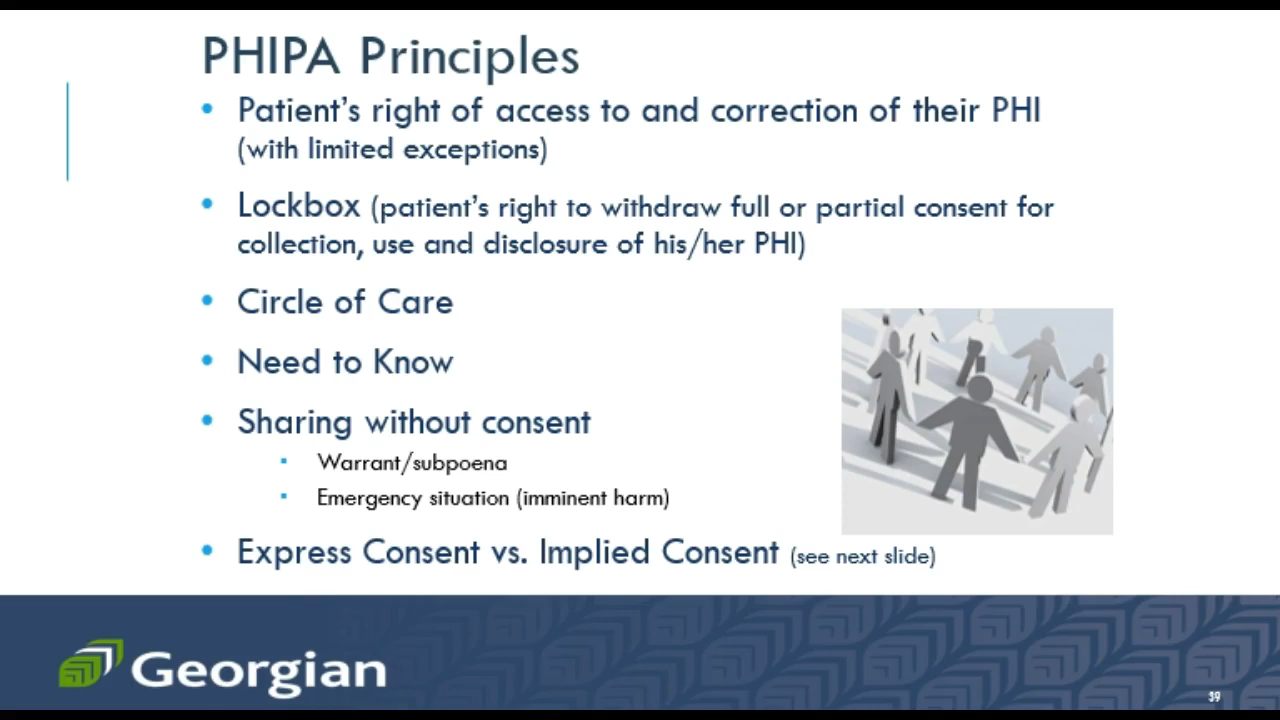 PHIPA Principles
• Patient's right of access to and correction of their PHI
(with limited exceptions)
• Lockbox (patient's right to withdraw full or partial consent for
collection, use and disclosure of his/her PHI)
• Circle of Care
• Need to Know
• Sharing without consent
▪ Warrant/subpoena
▪ Emergency situation (imminent harm)
• Express Consent vs. Implied Consent (see next slide)
Georgian
39